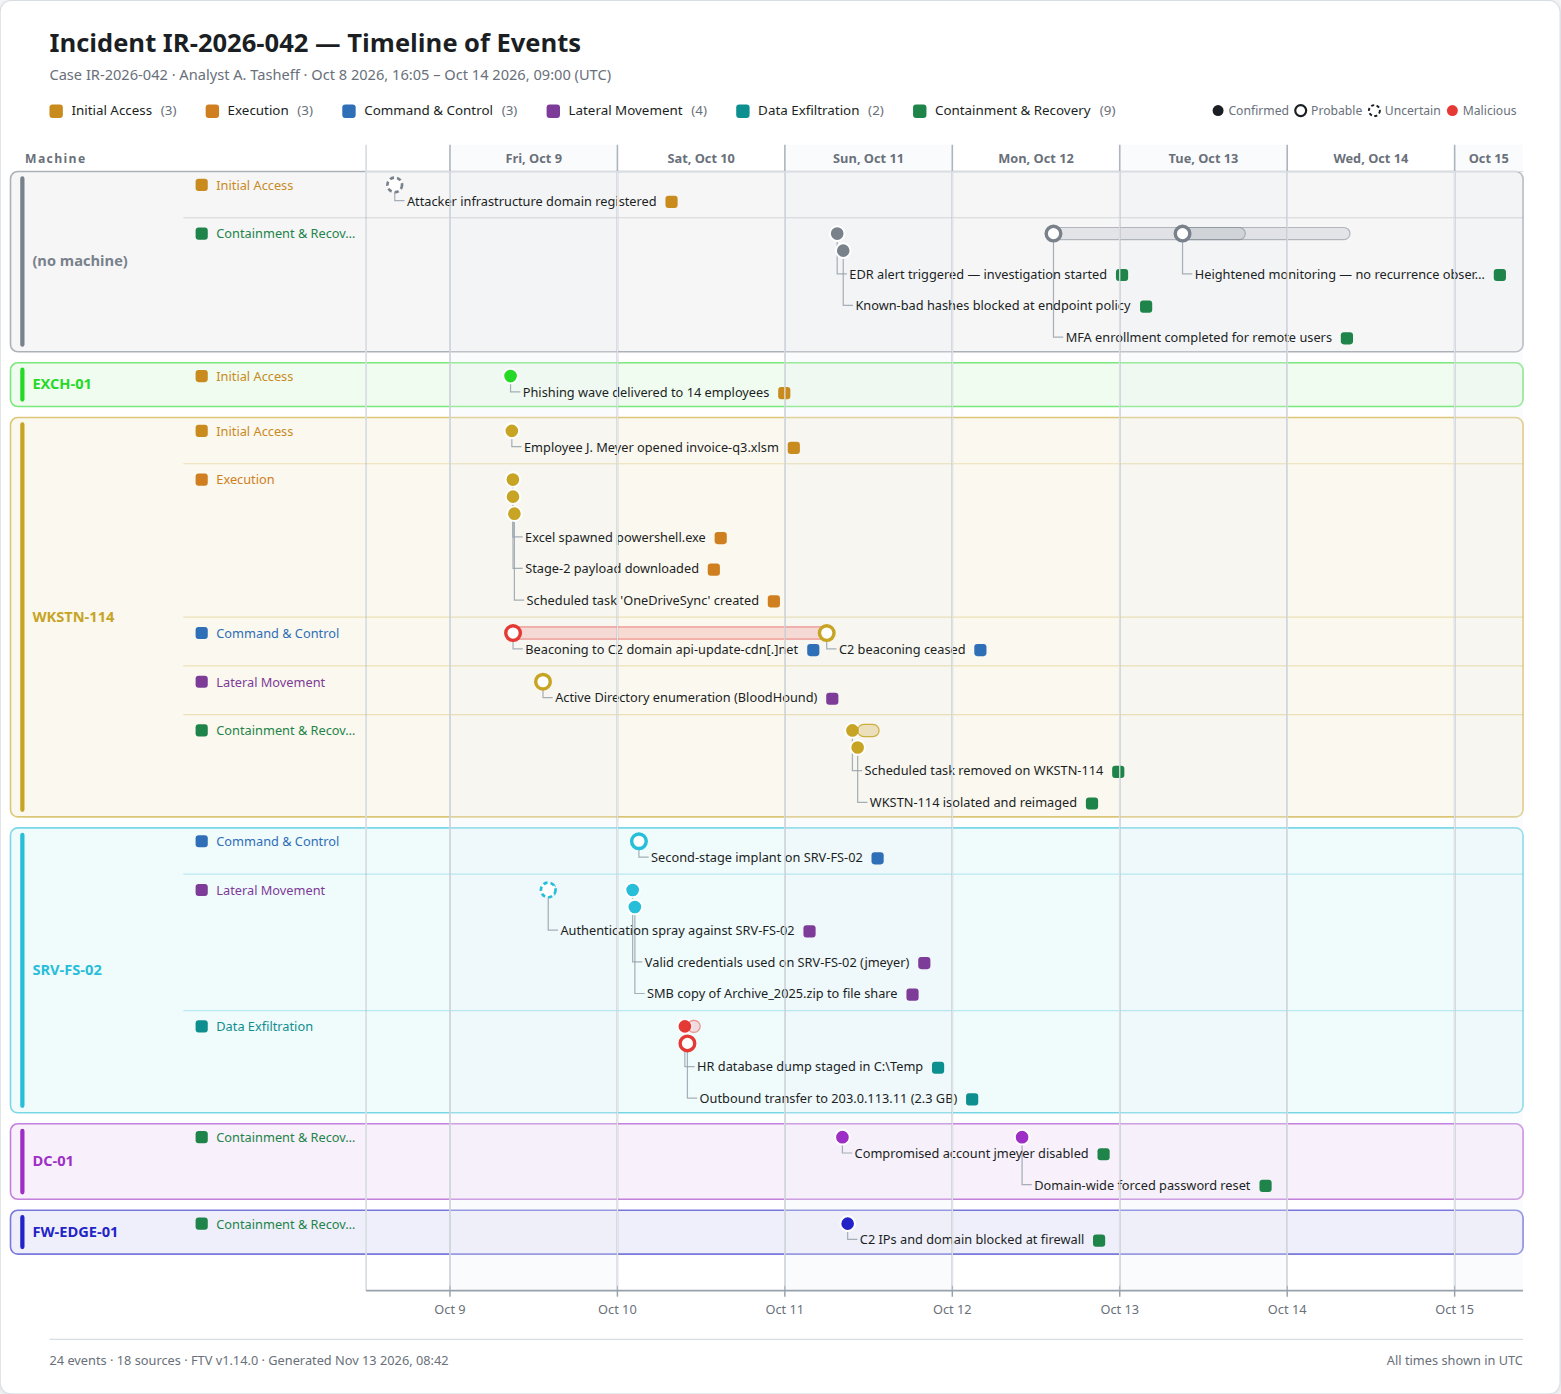 Incident IR-2026-042 — Timeline of Events
Case IR-2026-042 · Analyst A. Tasheff · Oct 8 2026, 16:05 – Oct 14 2026, 09:00 (UTC)
Initial Access (3) Execution (3) Command & Control (3) Lateral Movement (4) Data Exfiltration (2) Containment & Recovery (9) Confirmed Probable Uncertain Malicious
Machine Fri, Oct 9 Sat, Oct 10 Sun, Oct 11 Mon, Oct 12 Tue, Oct 13 Wed, Oct 14 Oct 15
(no machine)
Initial Access
Attacker infrastructure domain registered
Containment & Recov...
EDR alert triggered — investigation started Heightened monitoring — no recurrence obser...
Known-bad hashes blocked at endpoint policy
MFA enrollment completed for remote users
EXCH-01
Initial Access
Phishing wave delivered to 14 employees
WKSTN-114
Initial Access
Employee J. Meyer opened invoice-q3.xlsm
Execution
Excel spawned powershell.exe
Stage-2 payload downloaded
Scheduled task 'OneDriveSync' created
Command & Control
Beaconing to C2 domain api-update-cdn[.]net C2 beaconing ceased
Lateral Movement
Active Directory enumeration (BloodHound)
Containment & Recov...
Scheduled task removed on WKSTN-114
WKSTN-114 isolated and reimaged
SRV-FS-02
Command & Control
Second-stage implant on SRV-FS-02
Lateral Movement
Authentication spray against SRV-FS-02
Valid credentials used on SRV-FS-02 (jmeyer)
SMB copy of Archive_2025.zip to file share
Data Exfiltration
HR database dump staged in C:\Temp
Outbound transfer to 203.0.113.11 (2.3 GB)
DC-01
Containment & Recov...
Compromised account jmeyer disabled
Domain-wide forced password reset
FW-EDGE-01
Containment & Recov...
C2 IPs and domain blocked at firewall
Oct 9 Oct 10 Oct 11 Oct 12 Oct 13 Oct 14 Oct 15
24 events · 18 sources · FTV v1.14.0 · Generated Nov 13 2026, 08:42 All times shown in UTC